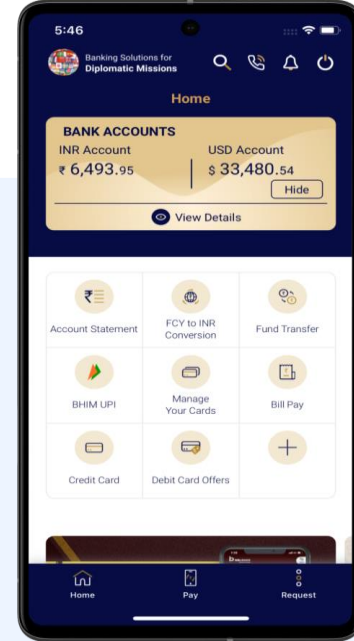 5:46
Banking Solutions for
Diplomatic Missions
Home
BANK ACCOUNTS
INR Account
USD Account
₹ 6,493.95
$ 33,480.54
Hide
View Details
Account Statement
FCY to INR
Conversion
Fund Transfer
BHIM UPI
Manage
Your Cards
Bill Pay
Credit Card
Debit Card Offers
Home
Pay
Request